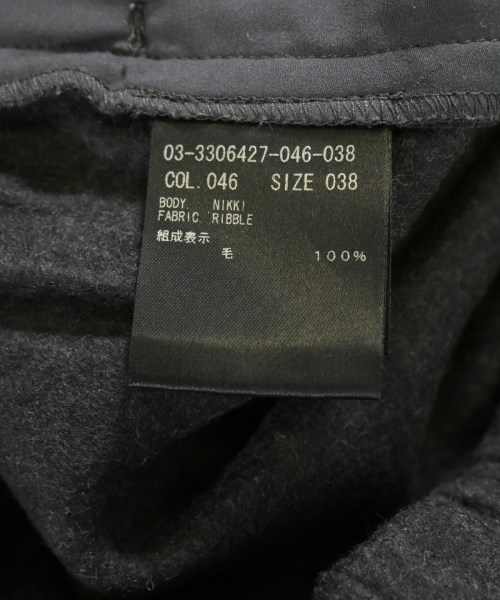 03-3306427-046-038
COL. 046 SIZE 038
BODY. NIKKI
FABRIC. RIBBLE
組成表示
毛 100%